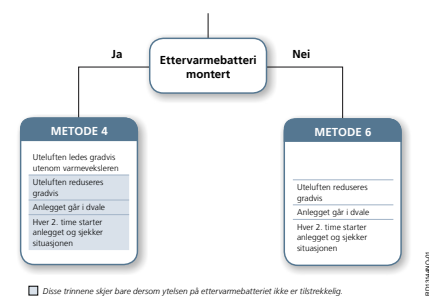 Ja
Ettervarmebatteri
montert
Nei
METODE 4
Uteluften ledes gradvis
utenom varmeveksleren
Uteluften reduseres
gradvis
Anlegget går i dvale
Hver 2. time starter
anlegget og sjekker
situasjonen
METODE 6
Uteluften reduseres
gradvis
Anlegget går i dvale
Hver 2. time starter
anlegget og sjekker
situasjonen
Disse trinnene skjer bare dersom ytelsen på ettervarmebatteriet ikke er tilstrekkelig.